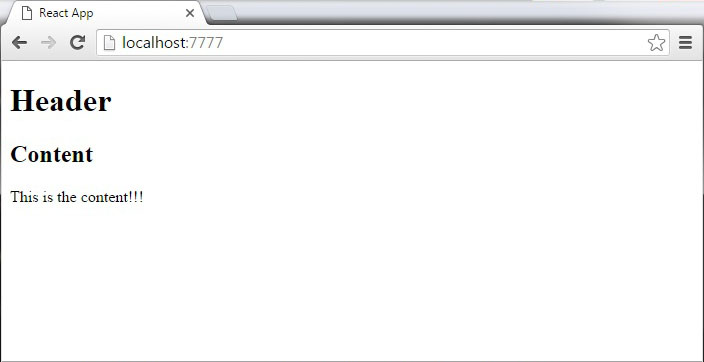 React App
localhost:7777
Header
Content
This is the content!!!